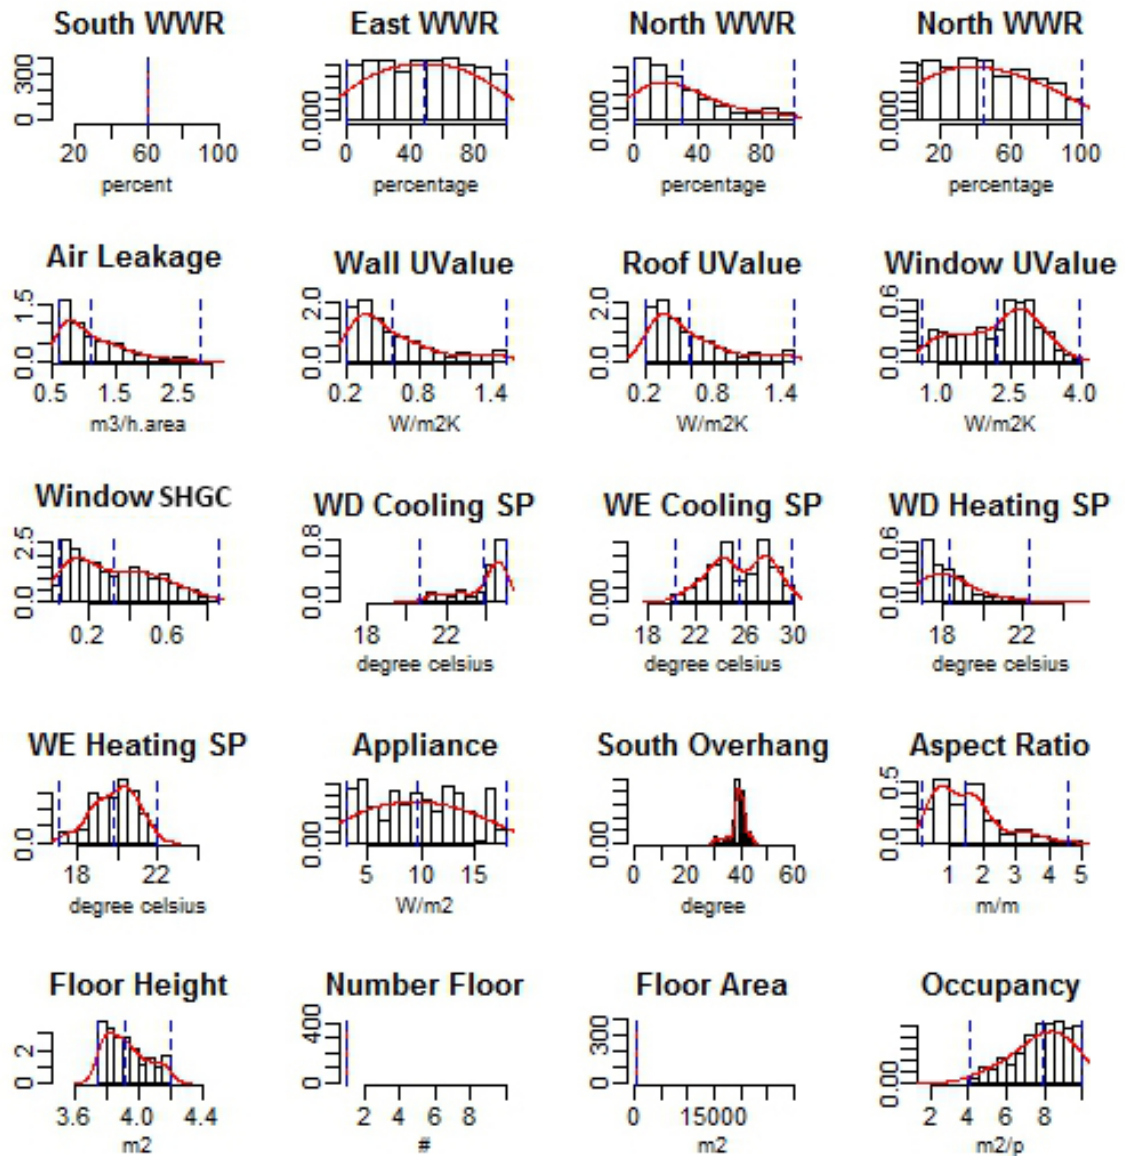 South WWR East WWR North WWR North WWR
0 300 0.000 0.000 0.000
20 60 100 0 40 80 0 40 80 20 60 100
percent percentage percentage percentage
Air Leakage Wall UValue Roof UValue Window UValue
0.0 1.5 0.0 2.0 0.0 2.0 0.0 0.6
0.5 1.5 2.5 0.2 0.8 1.4 0.2 0.8 1.4 1.0 2.5 4.0
m3/h.area W/m2K W/m2K W/m2K
Window SHGC WD Cooling SP WE Cooling SP WD Heating SP
0.0 2.5 0.0 0.8 0.00 0.0 0.6
0.2 0.6 18 22 18 22 26 30 18 22
degree celsius degree celsius degree celsius
WE Heating SP Appliance South Overhang Aspect Ratio
0.0 0.00 0.00 0.0 0.5
18 22 5 10 15 0 20 40 60 1 2 3 4 5
degree celsius W/m2 degree m/m
Floor Height Number Floor Floor Area Occupancy
0 2 0 400 0 300 0.00
3.6 4.0 4.4 2 4 6 8 0 15000 2 4 6 8
m2 # m2 m2/p